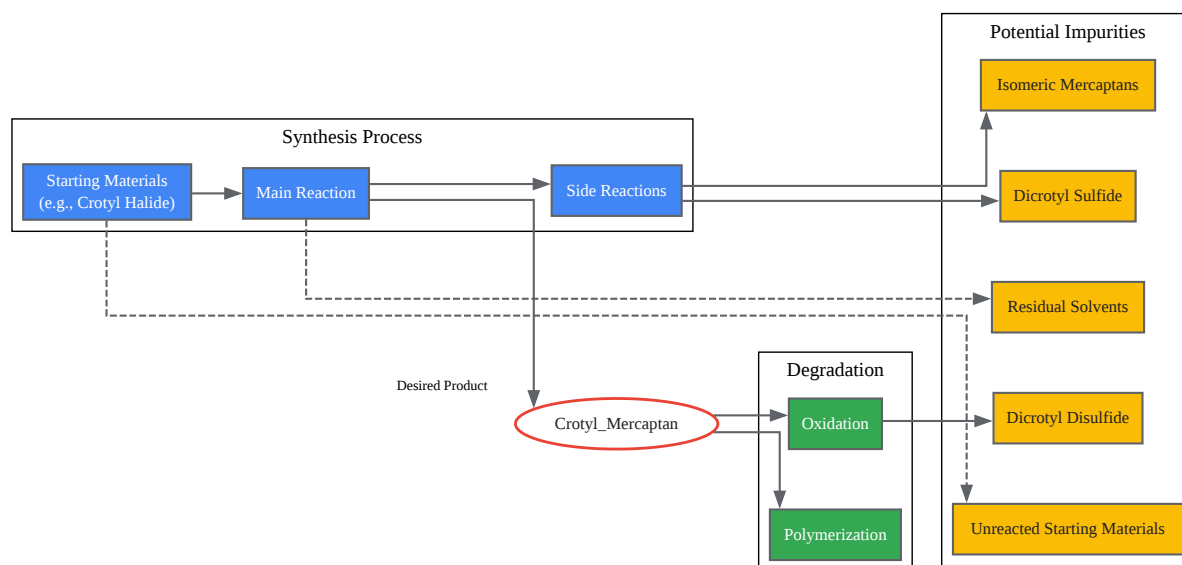 Potential Impurities
Isomeric Mercaptans
Synthesis Process
Starting Materials
(e.g., Crotyl Halide)
Main Reaction
Side Reactions
Dicrotyl Sulfide
Residual Solvents
Degradation
Desired Product
Crotyl_Mercaptan
Oxidation
Dicrotyl Disulfide
Polymerization
Unreacted Starting Materials